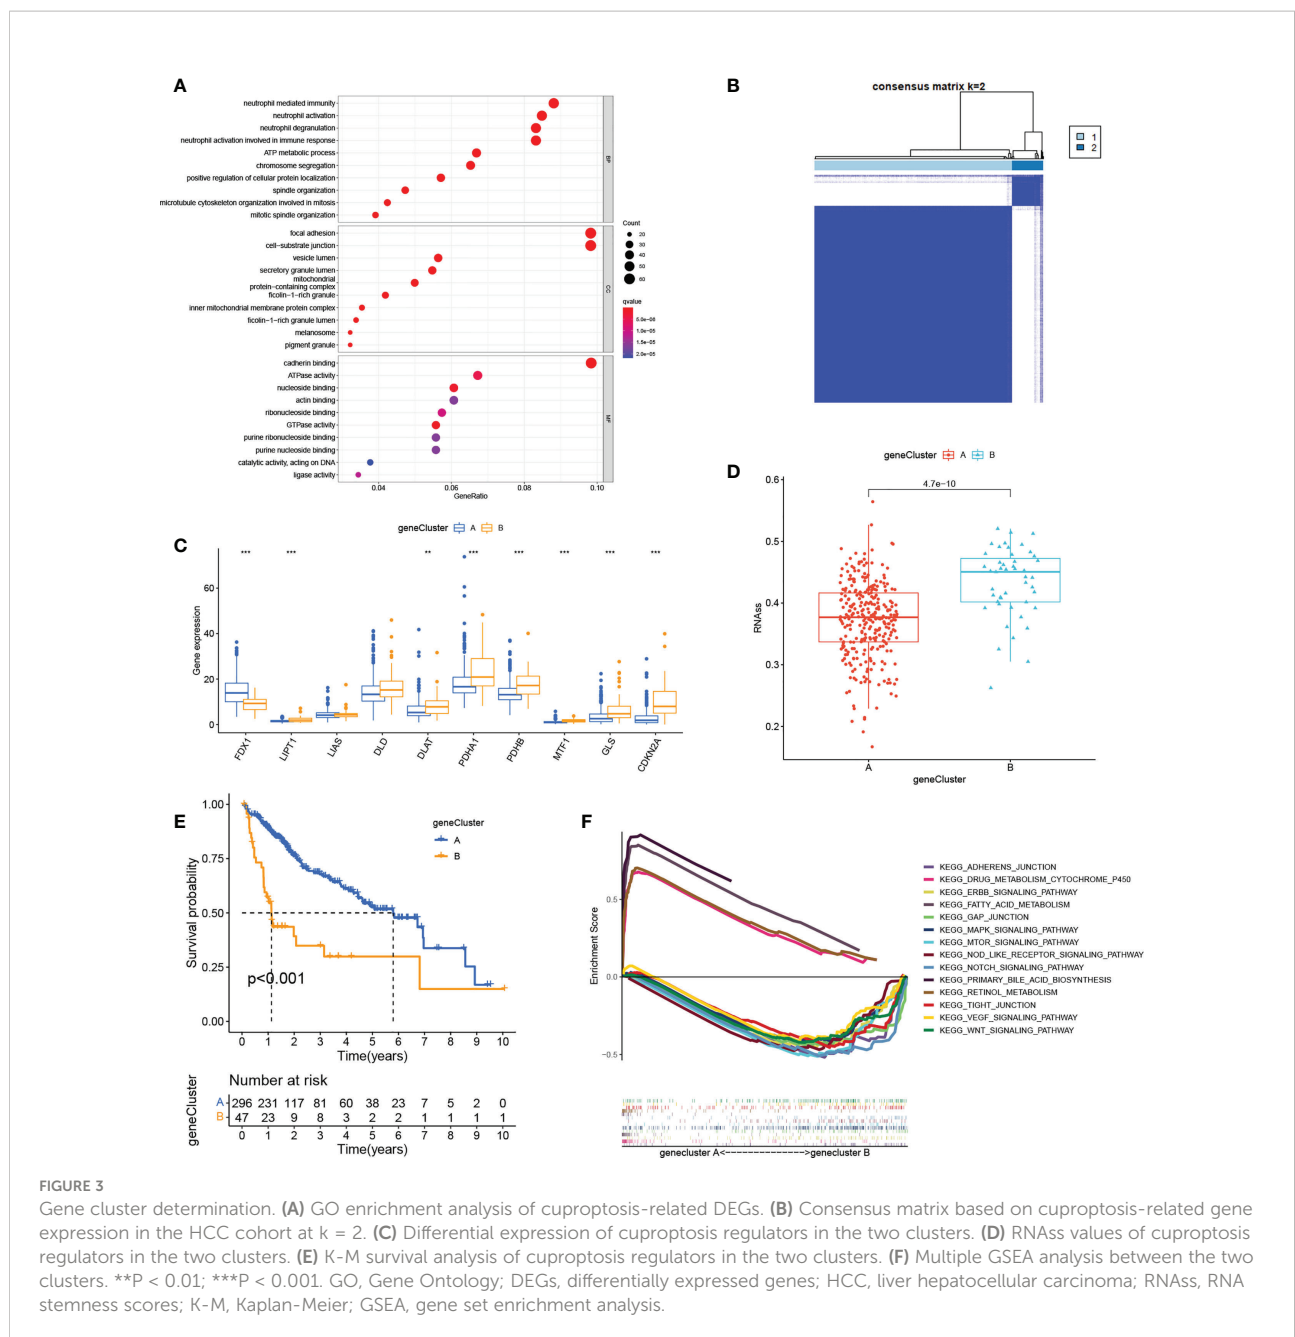 A
neutrophil mediated immunity
neutrophil activation
neutrophil degranulation
neutrophil activation involved in immune response
ATP metabolic process
chromosome segregation
positive regulation of cellular protein localization
spindle organization
microtubule cytoskeleton organization involved in mitosis
mitotic spindle organization
BP
focal adhesion
cell−substrate junction
vesicle lumen
secretory granule lumen
mitochondrial
protein−containing complex
ficolin−1−rich granule
inner mitochondrial membrane protein complex
ficolin−1−rich granule lumen
melanosome
pigment granule
CC
cadherin binding
ATPase activity
nucleoside binding
actin binding
ribonucleoside binding
GTPase activity
purine ribonucleoside binding
purine nucleoside binding
catalytic activity, acting on DNA
ligase activity
MF
0.04 0.06 0.08 0.10
GeneRatio
Count
20
30
40
50
60
qvalue
5.0e−06
1.0e−05
1.5e−05
2.0e−05
B
consensus matrix k=2
1
2
C
geneCluster A B
*** *** ** *** *** *** *** ***
Gene expression
60
40
20
0
FDX1 LIPT1 LIAS DLD DLAT PDHA1 PDHB MTF1 GLS CDKN2A
D
geneCluster A B
4.7e−10
RNAss
0.6
0.5
0.4
0.3
0.2
A B
geneCluster
E
geneCluster
A
B
Survival probability
1.00
0.75
0.50
0.25
0.00
p<0.001
0 1 2 3 4 5 6 7 8 9 10
Time(years)
Number at risk
geneCluster
A 296 231 117 81 60 38 23 7 5 2 0
B 47 23 9 8 3 2 2 1 1 1 1
0 1 2 3 4 5 6 7 8 9 10
Time(years)
F
Enrichment Score
0.5
0.0
−0.5
KEGG_ADHERENS_JUNCTION
KEGG_DRUG_METABOLISM_CYTOCHROME_P450
KEGG_ERBB_SIGNALING_PATHWAY
KEGG_FATTY_ACID_METABOLISM
KEGG_GAP_JUNCTION
KEGG_MAPK_SIGNALING_PATHWAY
KEGG_MTOR_SIGNALING_PATHWAY
KEGG_NOD_LIKE_RECEPTOR_SIGNALING_PATHWAY
KEGG_NOTCH_SIGNALING_PATHWAY
KEGG_PRIMARY_BILE_ACID_BIOSYNTHESIS
KEGG_RETINOL_METABOLISM
KEGG_TIGHT_JUNCTION
KEGG_VEGF_SIGNALING_PATHWAY
KEGG_WNT_SIGNALING_PATHWAY
genecluster A<−−−−−−−−−−−−−−>genecluster B
FIGURE 3
Gene cluster determination. (A) GO enrichment analysis of cuproptosis-related DEGs. (B) Consensus matrix based on cuproptosis-related gene
expression in the HCC cohort at k = 2. (C) Differential expression of cuproptosis regulators in the two clusters. (D) RNAss values of cuproptosis
regulators in the two clusters. (E) K-M survival analysis of cuproptosis regulators in the two clusters. (F) Multiple GSEA analysis between the two
clusters. **P < 0.01; ***P < 0.001. GO, Gene Ontology; DEGs, differentially expressed genes; HCC, liver hepatocellular carcinoma; RNAss, RNA
stemness scores; K-M, Kaplan-Meier; GSEA, gene set enrichment analysis.